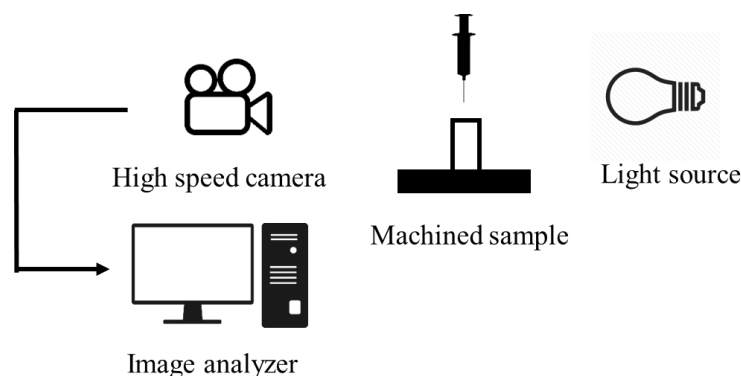 High speed camera
Light source
Machined sample
Image analyzer